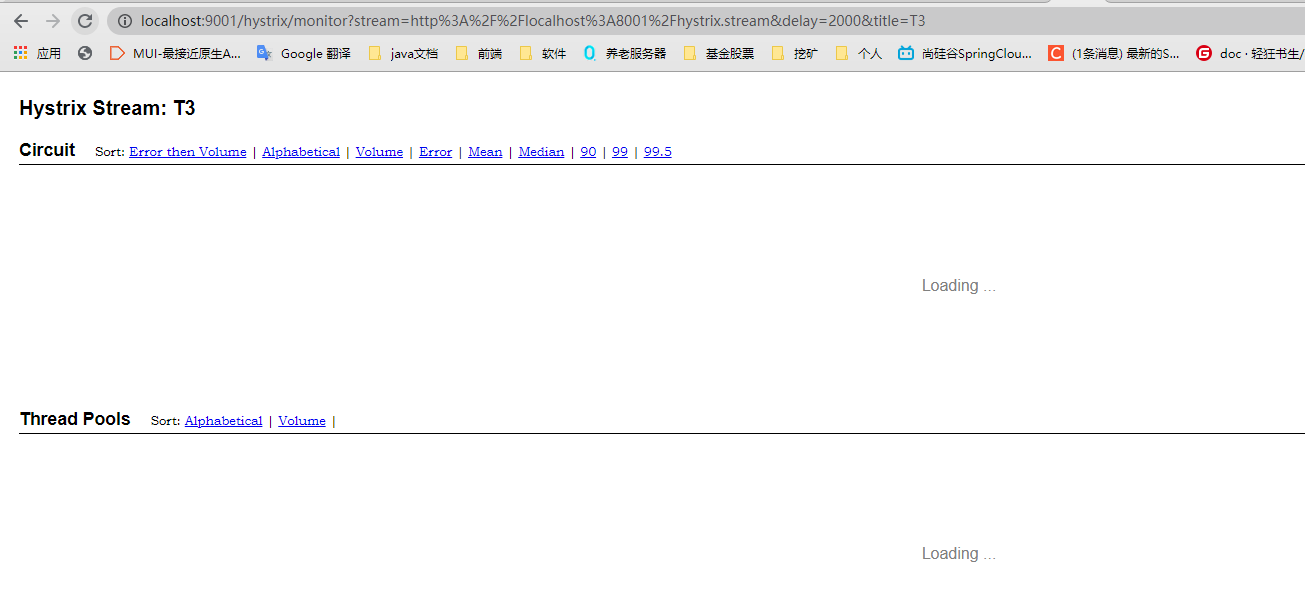 localhost:9001/hystrix/monitor?stream=http%3A%2F%2Flocalhost%3A8001%2Fhystrix.stream&delay=2000&title=T3
应用 MUI-最接近原生A... Google 翻译 java文档 前端 软件 养老服务器 基金股票 挖矿 个人 尚硅谷SpringClou... C (1条消息) 最新的S... G doc · 轻狂书生/
Hystrix Stream: T3
Circuit Sort: Error then Volume | Alphabetical | Volume | Error | Mean | Median | 90 | 99 | 99.5
Loading ...
Thread Pools Sort: Alphabetical | Volume |
Loading ...